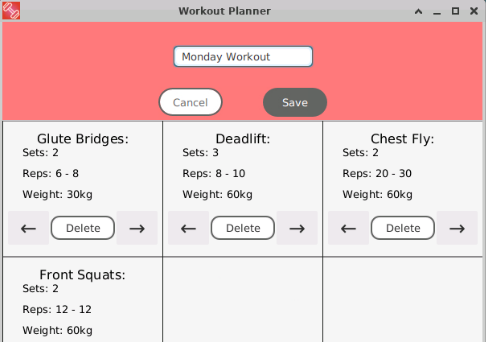 Workout Planner
Monday Workout
Cancel
Save
Glute Bridges:
Sets: 2
Reps: 6 - 8
Weight: 30kg
← Delete →
Deadlift:
Sets: 3
Reps: 8 - 10
Weight: 60kg
← Delete →
Chest Fly:
Sets: 2
Reps: 20 - 30
Weight: 60kg
← Delete →
Front Squats:
Sets: 2
Reps: 12 - 12
Weight: 60kg